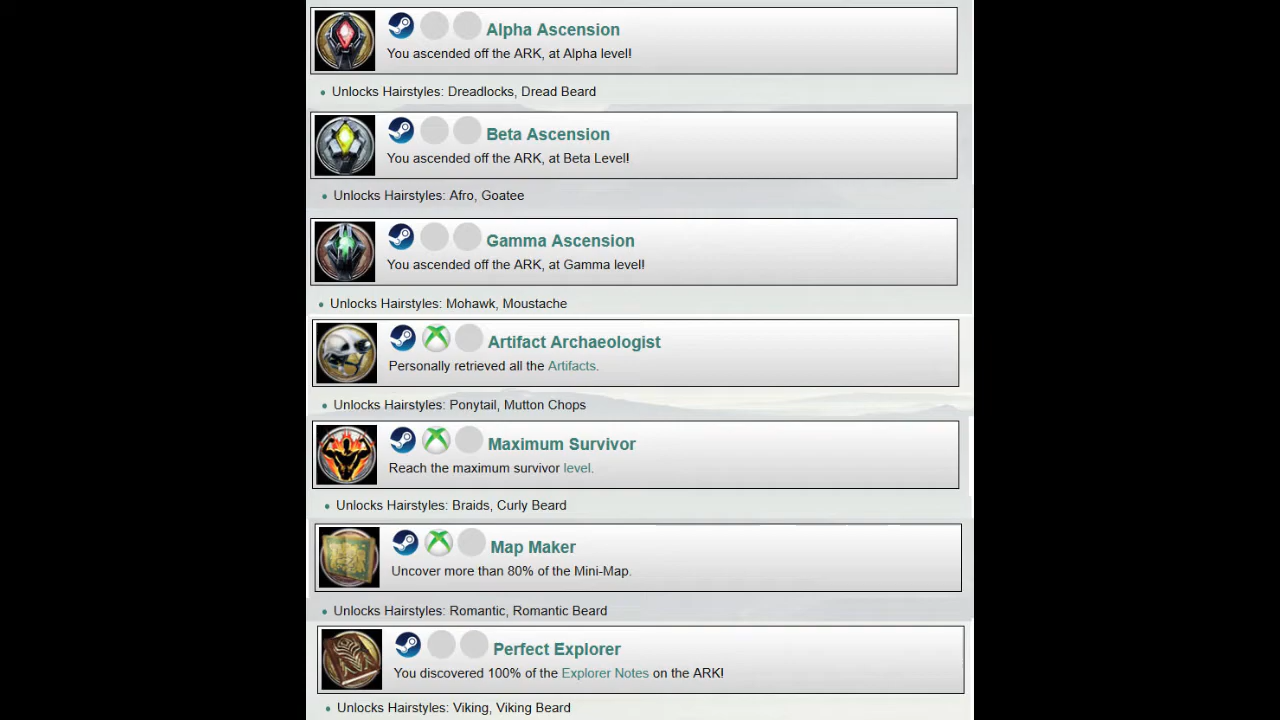 Alpha Ascension
You ascended off the ARK, at Alpha level!
Unlocks Hairstyles: Dreadlocks, Dread Beard
Beta Ascension
You ascended off the ARK, at Beta Level!
Unlocks Hairstyles: Afro, Goatee
Gamma Ascension
You ascended off the ARK, at Gamma level!
Unlocks Hairstyles: Mohawk, Moustache
Artifact Archaeologist
Personally retrieved all the Artifacts.
Unlocks Hairstyles: Ponytail, Mutton Chops
Maximum Survivor
Reach the maximum survivor level.
Unlocks Hairstyles: Braids, Curly Beard
Map Maker
Uncover more than 80% of the Mini-Map.
Unlocks Hairstyles: Romantic, Romantic Beard
Perfect Explorer
You discovered 100% of the Explorer Notes on the ARK!
Unlocks Hairstyles: Viking, Viking Beard